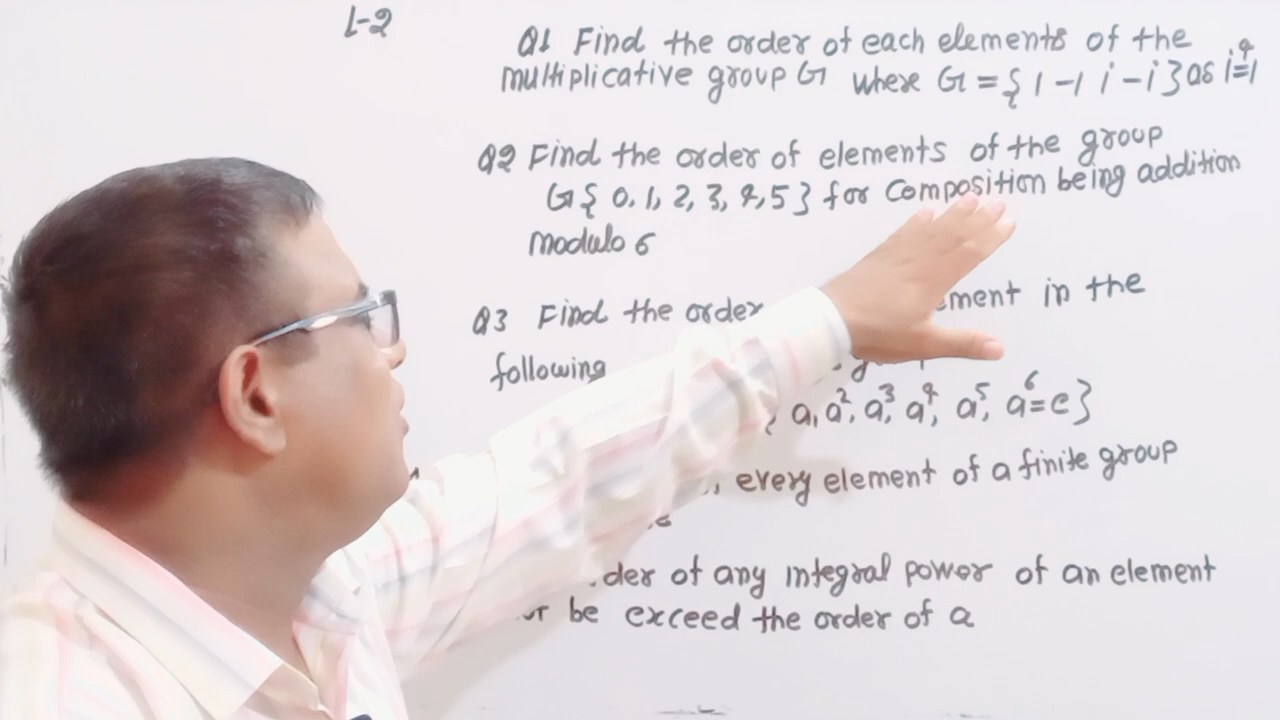 L-2
Q1 Find the order of each elements of the
multiplicative group G where G = { 1 -1 i -i } as i⁴=1
Q2 Find the order of elements of the group
G{ 0, 1, 2, 3, 4, 5 } for composition being addition
modulo 6
Q3 Find the order ement in the
following
a, a², a³, a⁴, a⁵, a⁶=e}
, every element of a finite group
der of any integral power of an element
be exceed the order of a